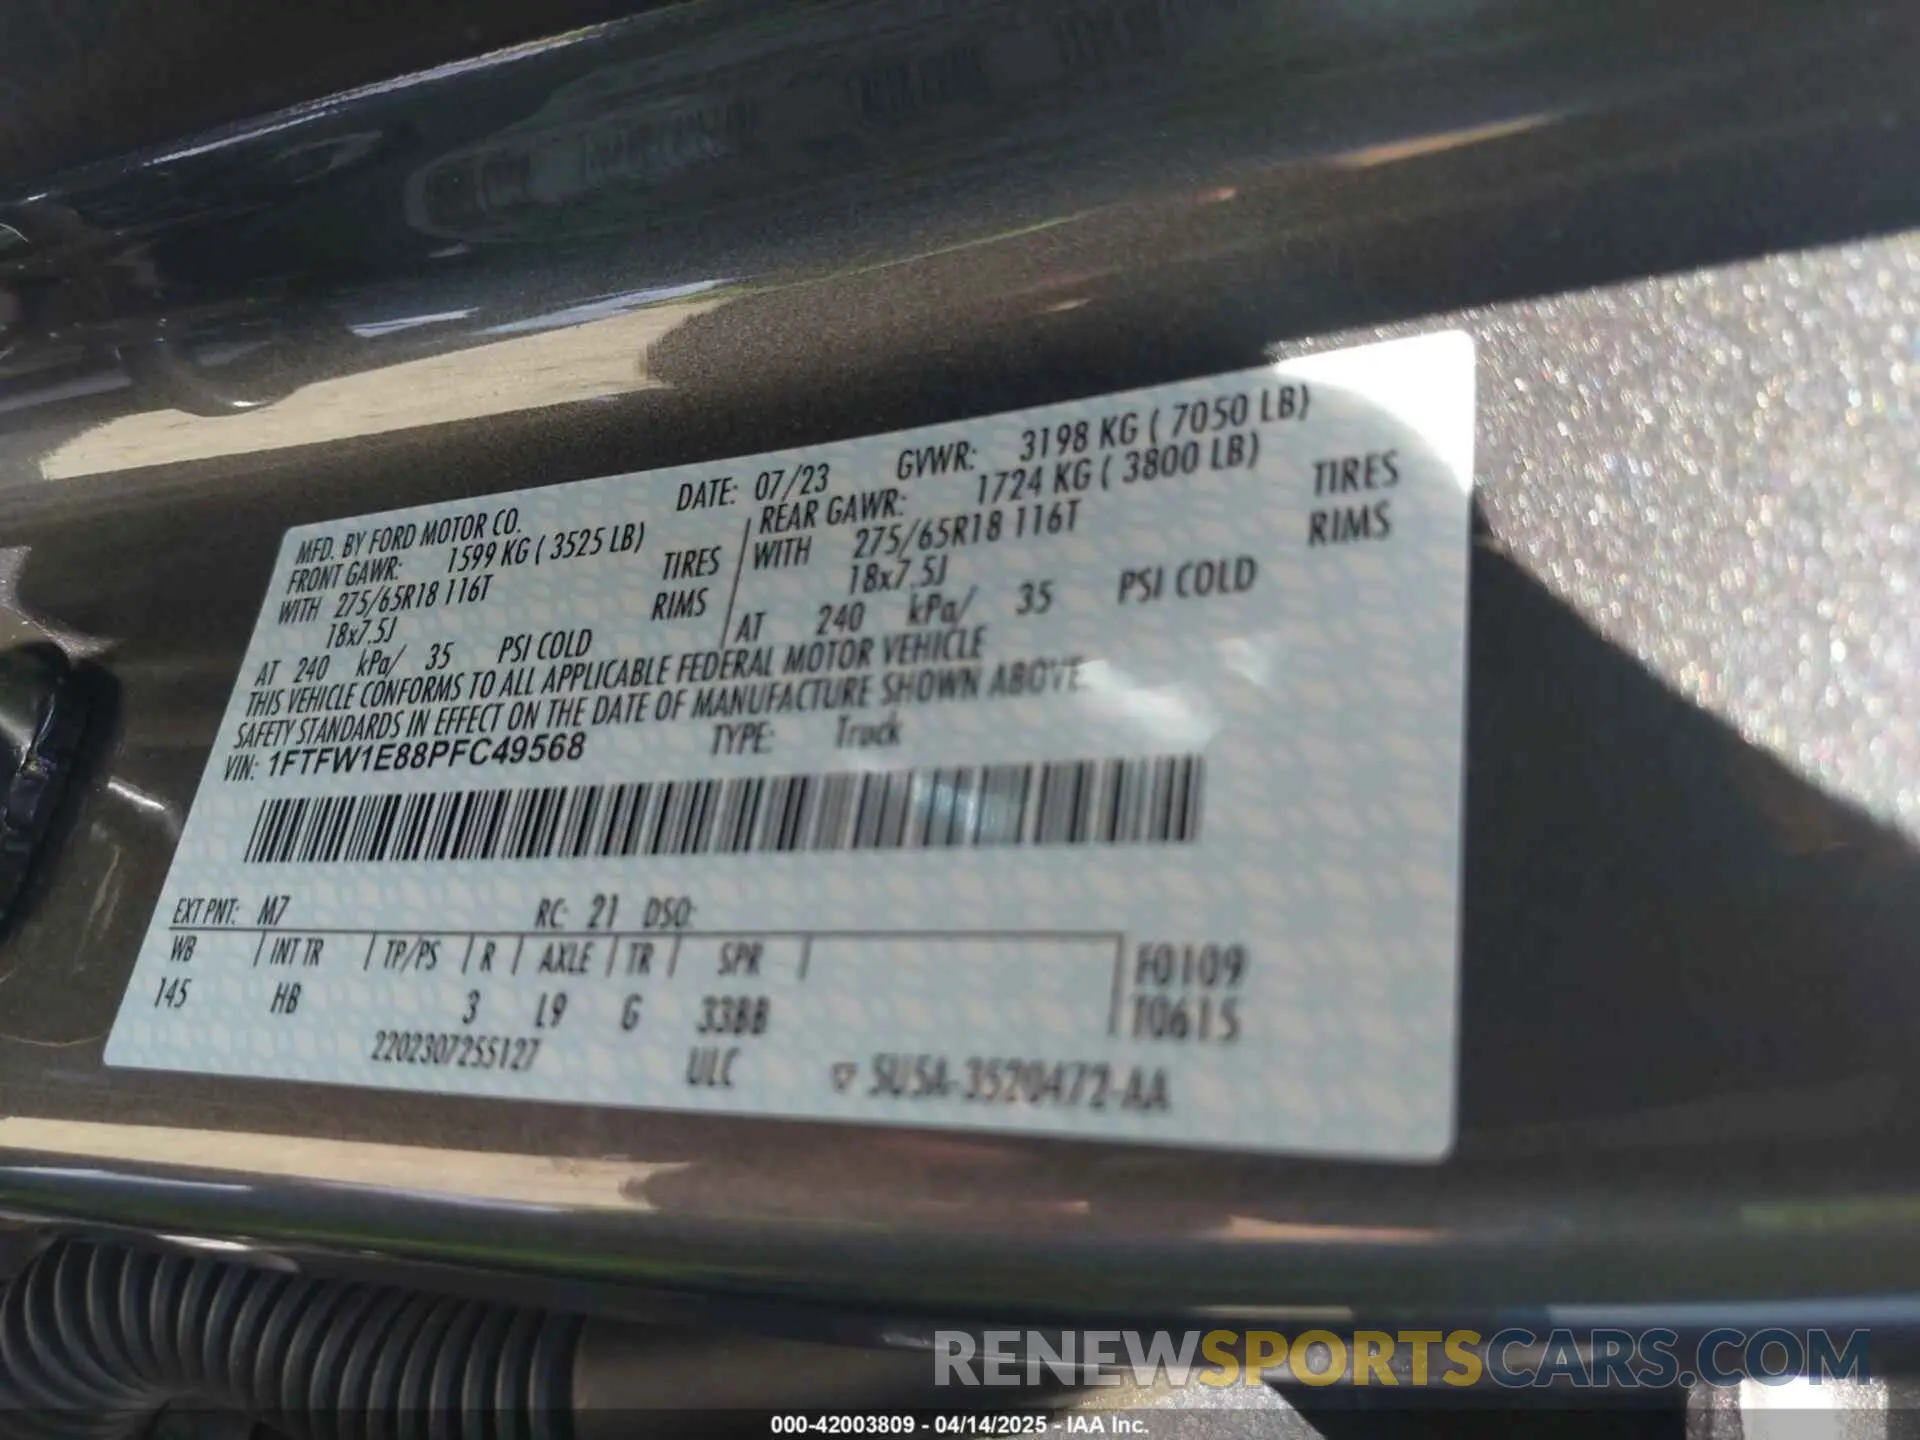 MFD. BY FORD MOTOR CO.
DATE: 07/23
GVWR: 3198 KG ( 7050 LB)
FRONT GAWR: 1599 KG ( 3525 LB)
REAR GAWR: 1724 KG ( 3800 LB)
WITH 275/65R18 116T TIRES
WITH 275/65R18 116T TIRES
18x7.5J RIMS
18x7.5J RIMS
AT 240 kPa/ 35 PSI COLD
AT 240 kPa/ 35 PSI COLD
THIS VEHICLE CONFORMS TO ALL APPLICABLE FEDERAL MOTOR VEHICLE
SAFETY STANDARDS IN EFFECT ON THE DATE OF MANUFACTURE SHOWN ABOVE.
VIN: 1FTFW1E88PFC49568
TYPE: Truck
EXT PNT: M7 RC: 21 DSO:
WB INT TR TP/PS R AXLE TR SPR
F0109
145 HB 3 L9 G 33BB
T0615
2202307255127 ULC
5U5A-3520472-AA
RENEWSPORTSCARS.COM
000-42003809 - 04/14/2025 - IAA Inc.